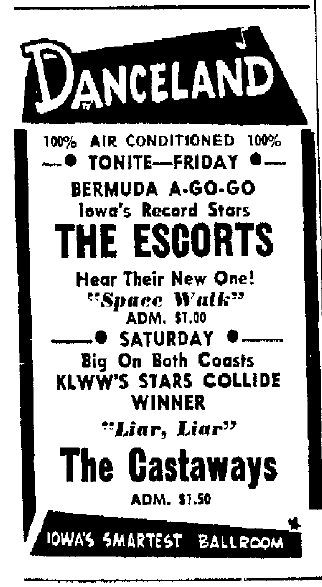 DANCELAND
100% AIR CONDITIONED 100%
TONITE—FRIDAY
BERMUDA A-GO-GO
Iowa's Record Stars
THE ESCORTS
Hear Their New One!
"Space Walk"
ADM. $1.00
SATURDAY
Big On Both Coasts
KLWW'S STARS COLLIDE
WINNER
"Liar, Liar"
The Castaways
ADM. $1.50
IOWA'S SMARTEST BALLROOM